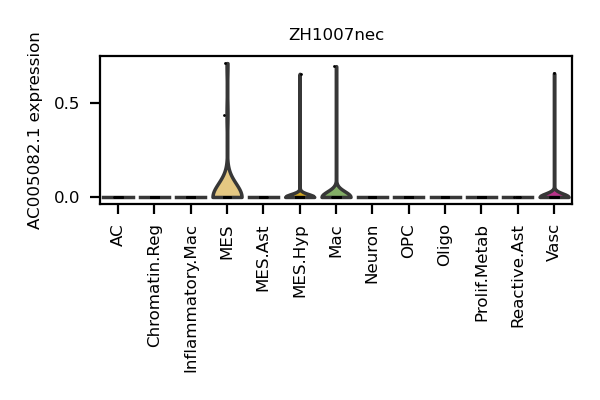 ZH1007nec
AC005082.1 expression
0.5
0.0
AC
Chromatin.Reg
Inflammatory.Mac
MES
MES.Ast
MES.Hyp
Mac
Neuron
OPC
Oligo
Prolif.Metab
Reactive.Ast
Vasc